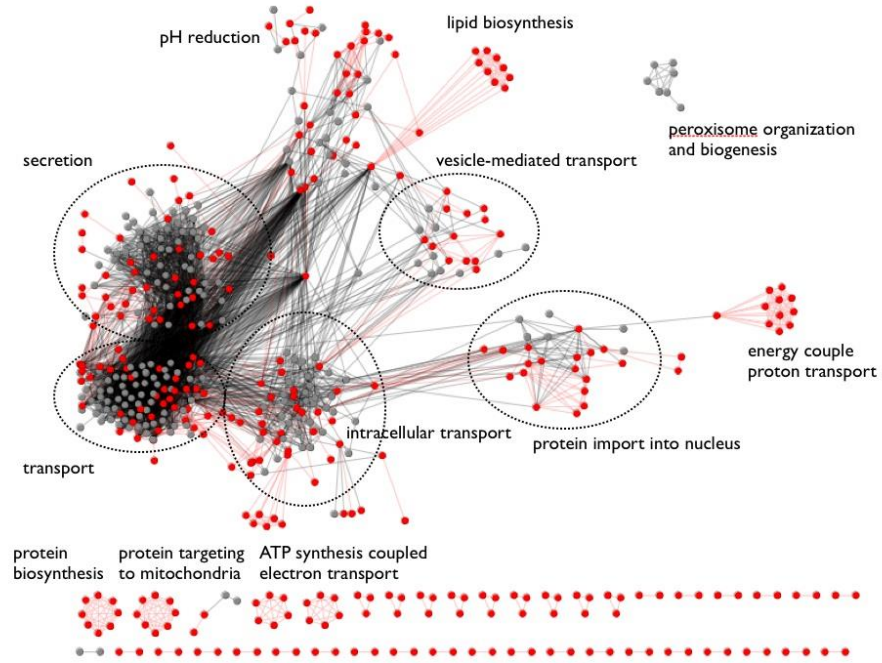 lipid biosynthesis
pH reduction
peroxisome organization
and biogenesis
secretion
vesicle-mediated transport
energy couple
proton transport
intracellular transport
protein import into nucleus
transport
protein
biosynthesis
protein targeting
to mitochondria
ATP synthesis coupled
electron transport